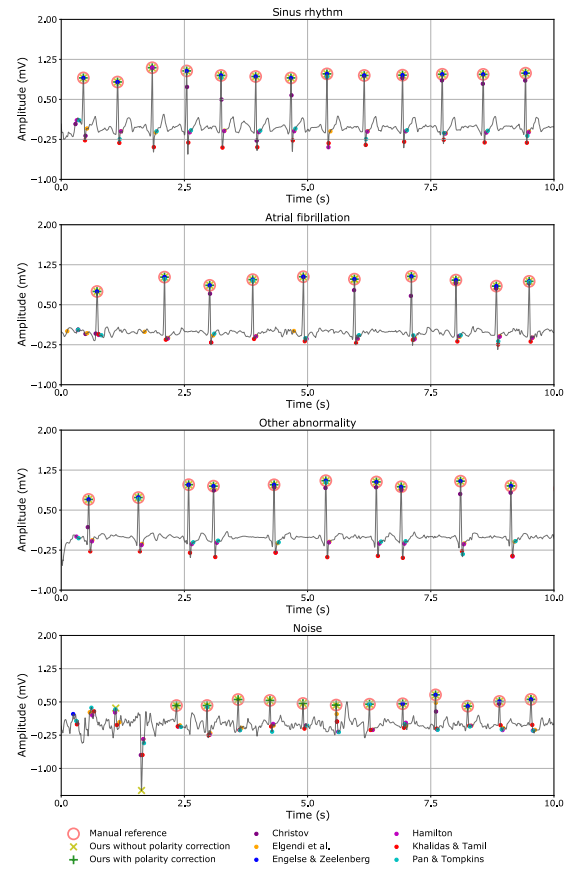 Sinus rhythm
2.00
1.25
0.50
-0.25
-1.00
Amplitude (mV)
0.0 2.5 5.0 7.5 10.0
Time (s)
Atrial fibrillation
2.00
1.25
0.50
-0.25
-1.00
Amplitude (mV)
0.0 2.5 5.0 7.5 10.0
Time (s)
Other abnormality
2.00
1.25
0.50
-0.25
-1.00
Amplitude (mV)
0.0 2.5 5.0 7.5 10.0
Time (s)
Noise
2.00
1.25
0.50
-0.25
-1.00
Amplitude (mV)
0.0 2.5 5.0 7.5 10.0
Time (s)
Manual reference
Ours without polarity correction
Ours with polarity correction
Christov
Elgendi et al.
Engelse & Zeelenberg
Hamilton
Khalidas & Tamil
Pan & Tompkins